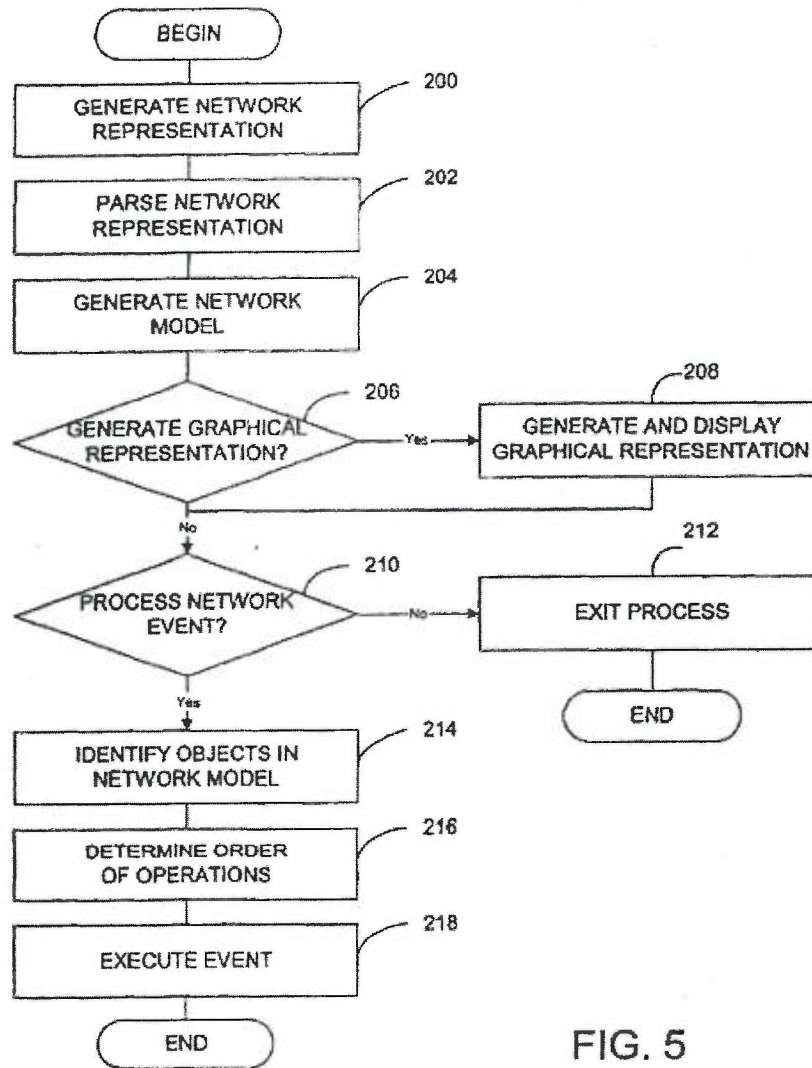 BEGIN
200
GENERATE NETWORK
REPRESENTATION
202
PARSE NETWORK
REPRESENTATION
204
GENERATE NETWORK
MODEL
206
GENERATE GRAPHICAL
REPRESENTATION?
Yes
208
GENERATE AND DISPLAY
GRAPHICAL REPRESENTATION
No
210
PROCESS NETWORK
EVENT?
No
212
EXIT PROCESS
END
Yes
214
IDENTIFY OBJECTS IN
NETWORK MODEL
216
DETERMINE ORDER
OF OPERATIONS
218
EXECUTE EVENT
END
FIG. 5